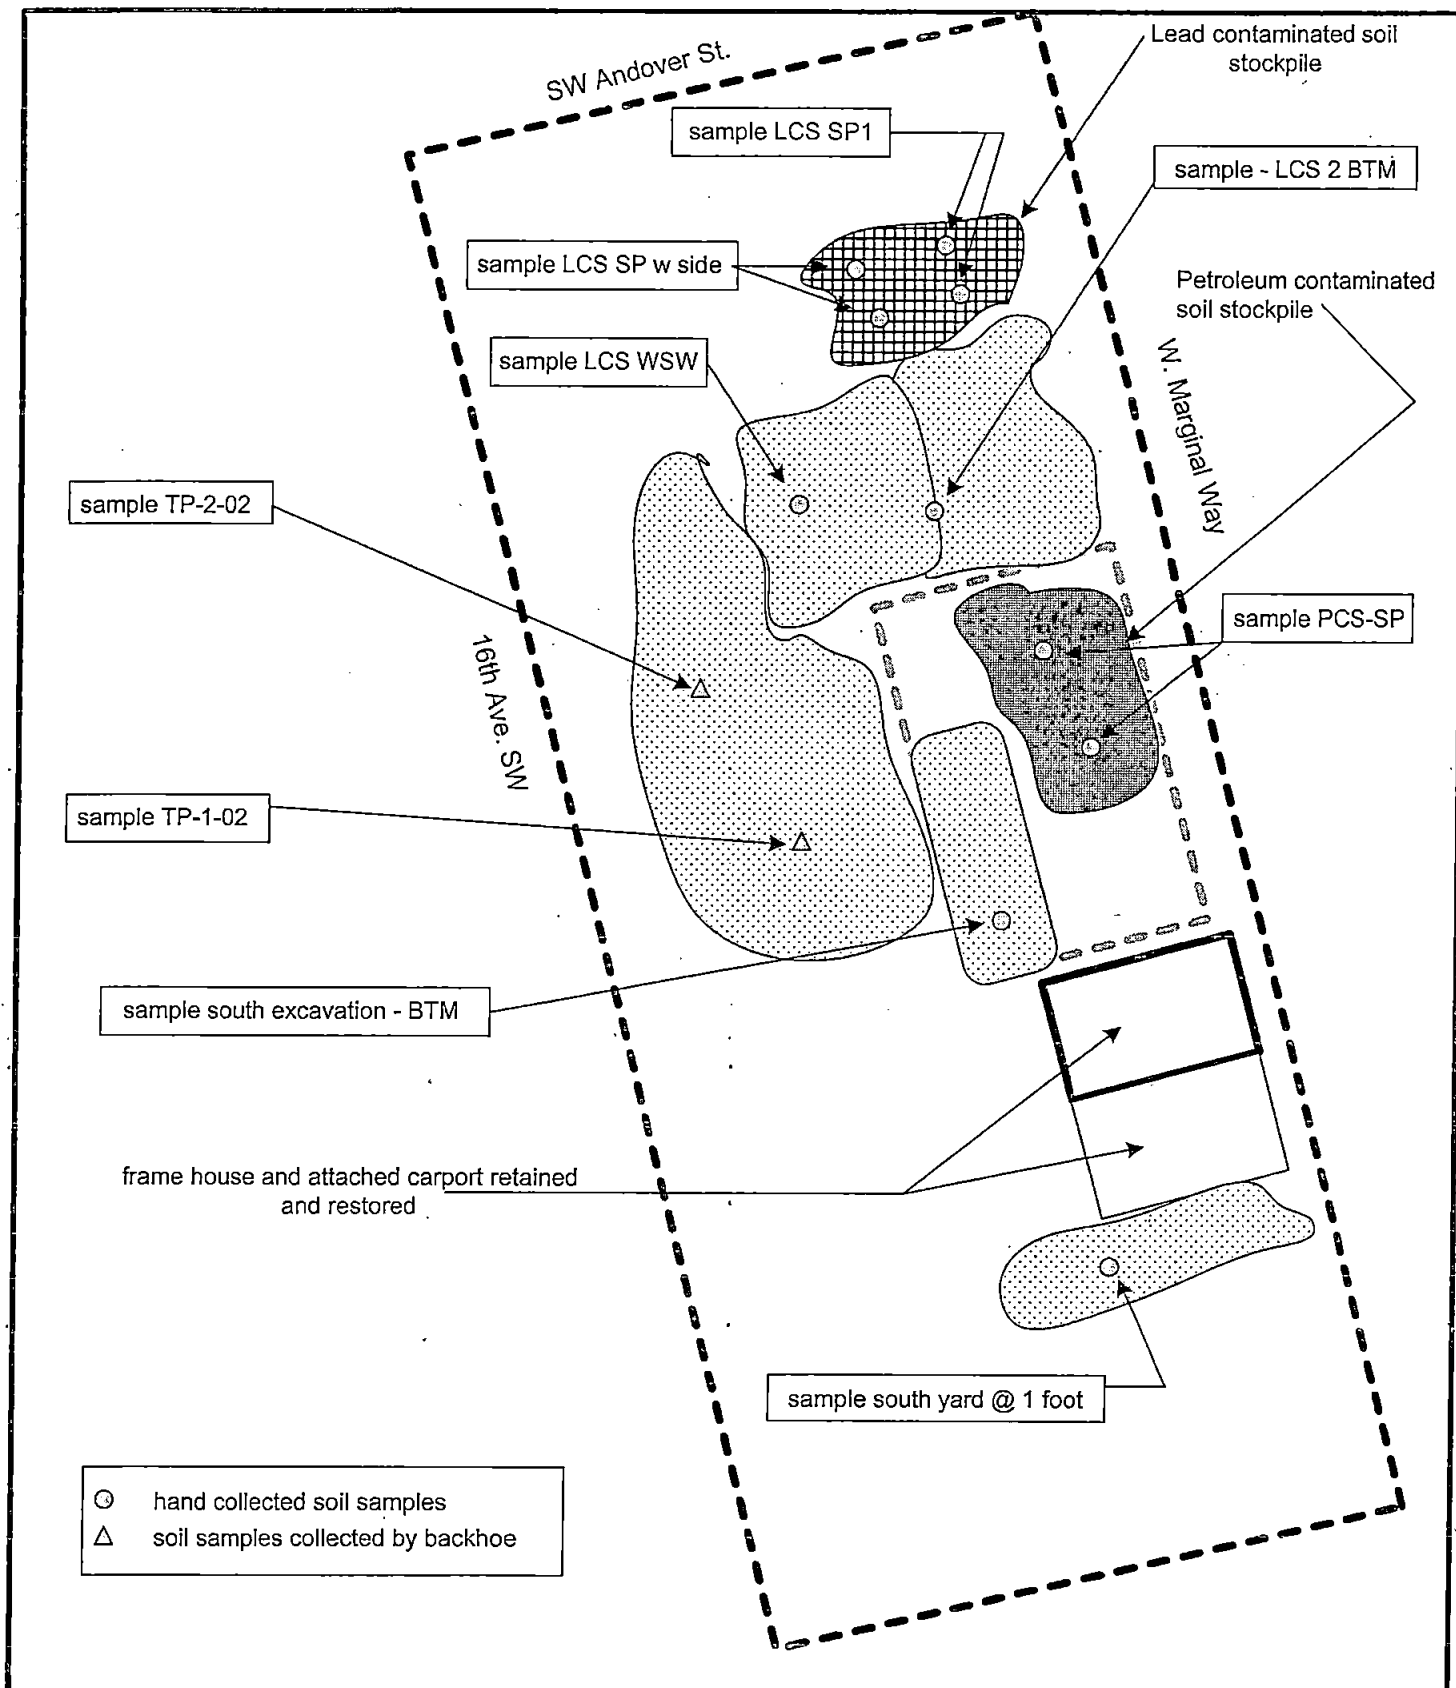 SW Andover St.
Lead contaminated soil
stockpile
sample LCS SP1
sample - LCS 2 BTM
sample LCS SP w side
Petroleum contaminated
soil stockpile
sample LCS WSW
W. Marginal Way
sample TP-2-02
sample PCS-SP
16th Ave. SW
sample TP-1-02
sample south excavation - BTM
frame house and attached carport retained
and restored
sample south yard @ 1 foot
hand collected soil samples
soil samples collected by backhoe